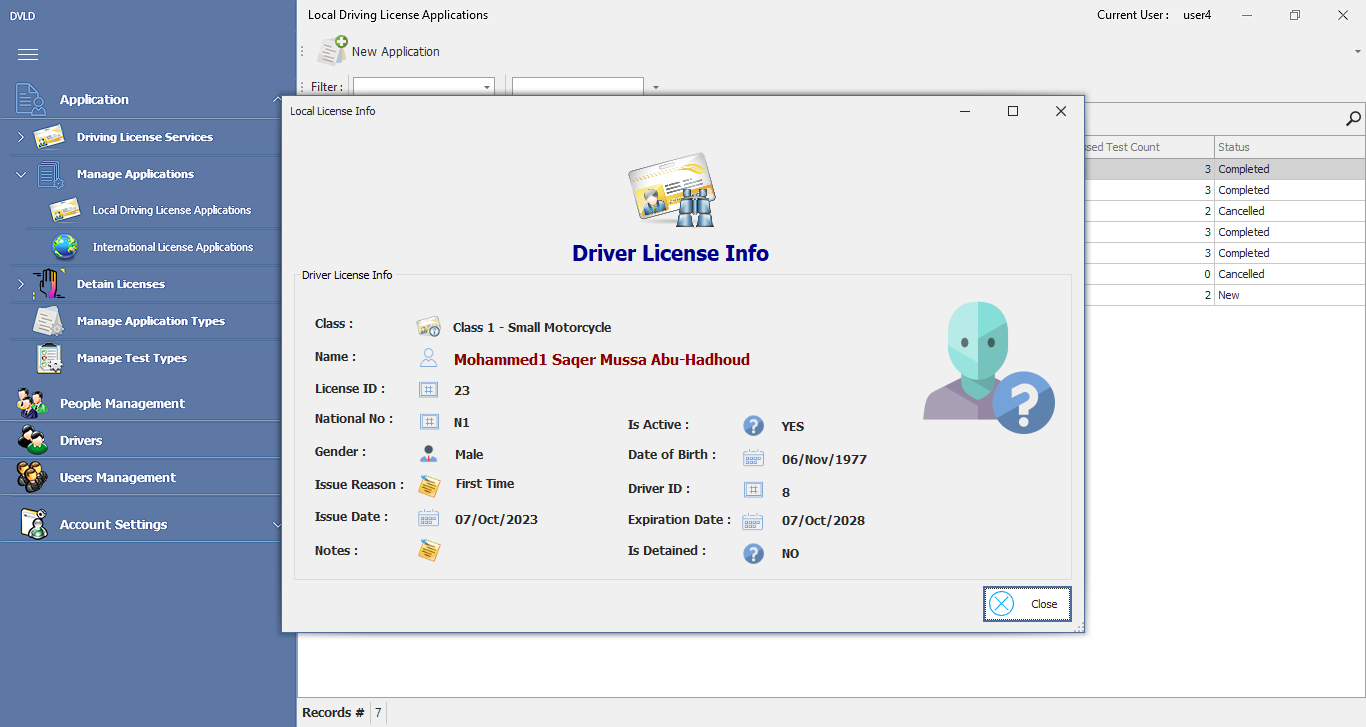 DVLD
Local Driving License Applications
Current User : user4
New Application
Filter :
Application
Driving License Services
Manage Applications
Local Driving License Applications
International License Applications
Detain Licenses
Manage Application Types
Manage Test Types
People Management
Drivers
Users Management
Account Settings
Local License Info
Driver License Info
Driver License Info
Class : Class 1 - Small Motorcycle
Name : Mohammed1 Saqer Mussa Abu-Hadhoud
License ID : 23
National No : N1
Is Active : YES
Gender : Male
Date of Birth : 06/Nov/1977
Issue Reason : First Time
Driver ID : 8
Issue Date : 07/Oct/2023
Expiration Date : 07/Oct/2028
Notes :
Is Detained : NO
Close
Test Count Status
3 Completed
3 Completed
2 Cancelled
3 Completed
3 Completed
0 Cancelled
2 New
Records # 7